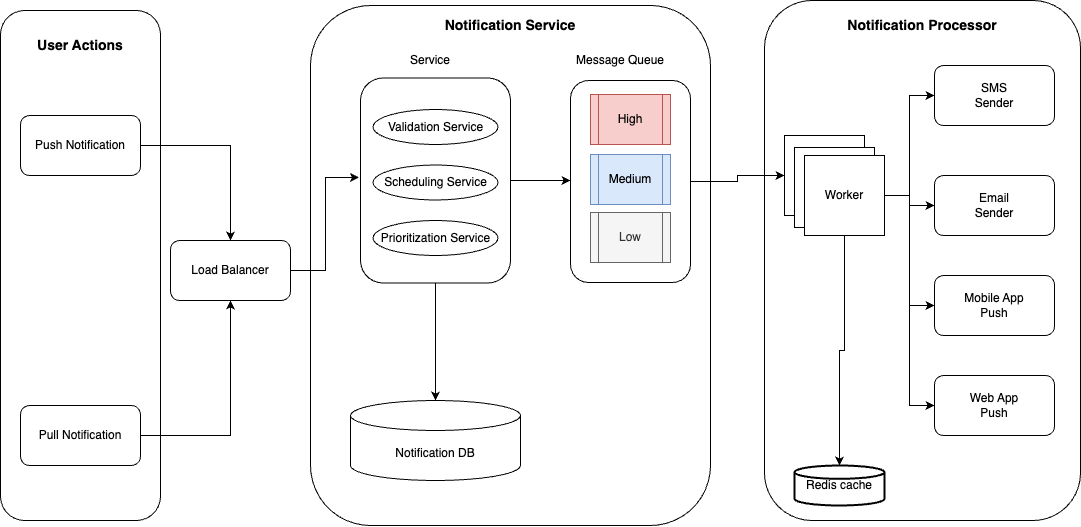 User Actions
Push Notification
Pull Notification
Load Balancer
Notification Service
Service
Validation Service
Scheduling Service
Prioritization Service
Notification DB
Message Queue
High
Medium
Low
Notification Processor
Worker
Redis cache
SMS
Sender
Email
Sender
Mobile App
Push
Web App
Push